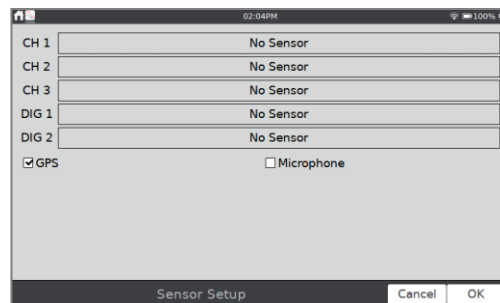 02:04PM 100%
CH 1 No Sensor
CH 2 No Sensor
CH 3 No Sensor
DIG 1 No Sensor
DIG 2 No Sensor
GPS Microphone
Sensor Setup Cancel OK